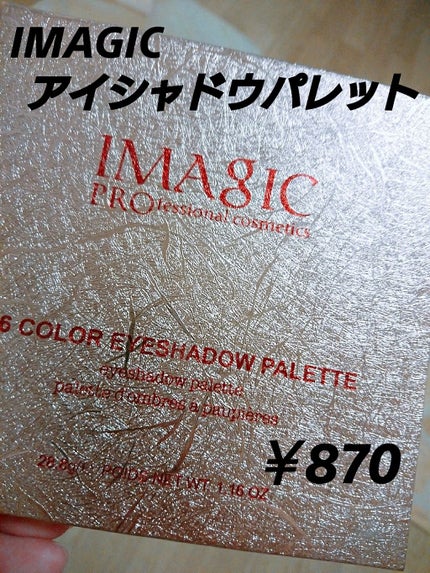 IMAGIC
アイシャドウパレット
IMAGIC
PROfessional cosmetics
6 COLOR EYESHADOW PALETTE
eyeshadow palette
palette d'ombres à paupières
POIDS NET WT. 1.16 OZ
￥870